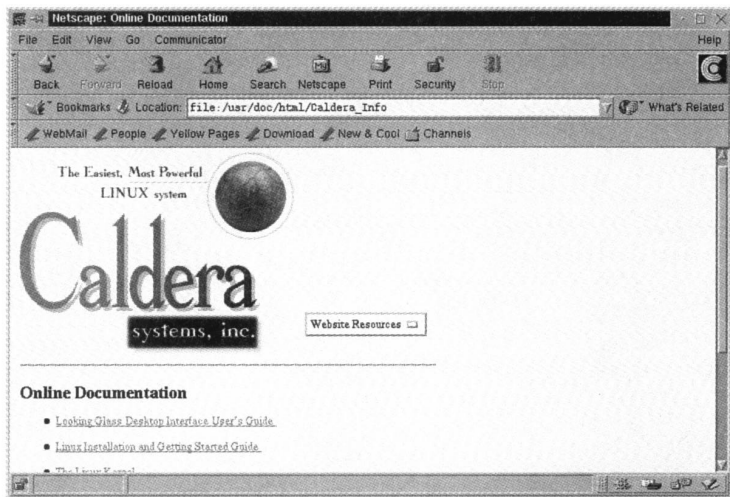 Netscape: Online Documentation
File Edit View Go Communicator Help
Back Forward Reload Home Search Netscape Print Security Stop
Bookmarks Location: file:/usr/doc/html/Caldera_Info What's Related
WebMail People Yellow Pages Download New & Cool Channels
The Easiest, Most Powerful
LINUX system
Caldera
systems, inc.
Website Resources
Online Documentation
Looking Glass Desktop Interface User's Guide
Linux Installation and Getting Started Guide
The Linux Kernel